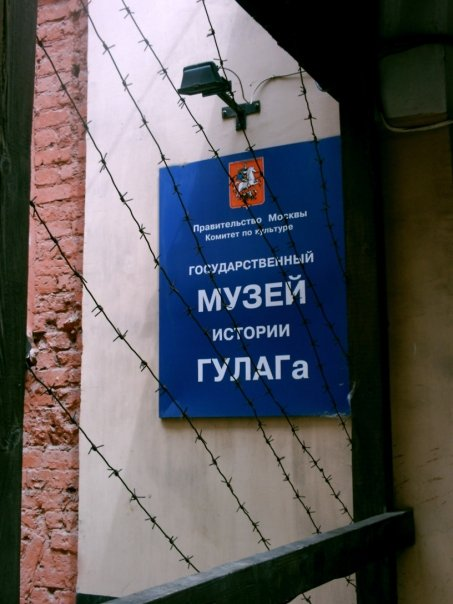 Правительство Москвы
Комитет по культуре
ГОСУДАРСТВЕННЫЙ
МУЗЕЙ
ИСТОРИИ
ГУЛАГа